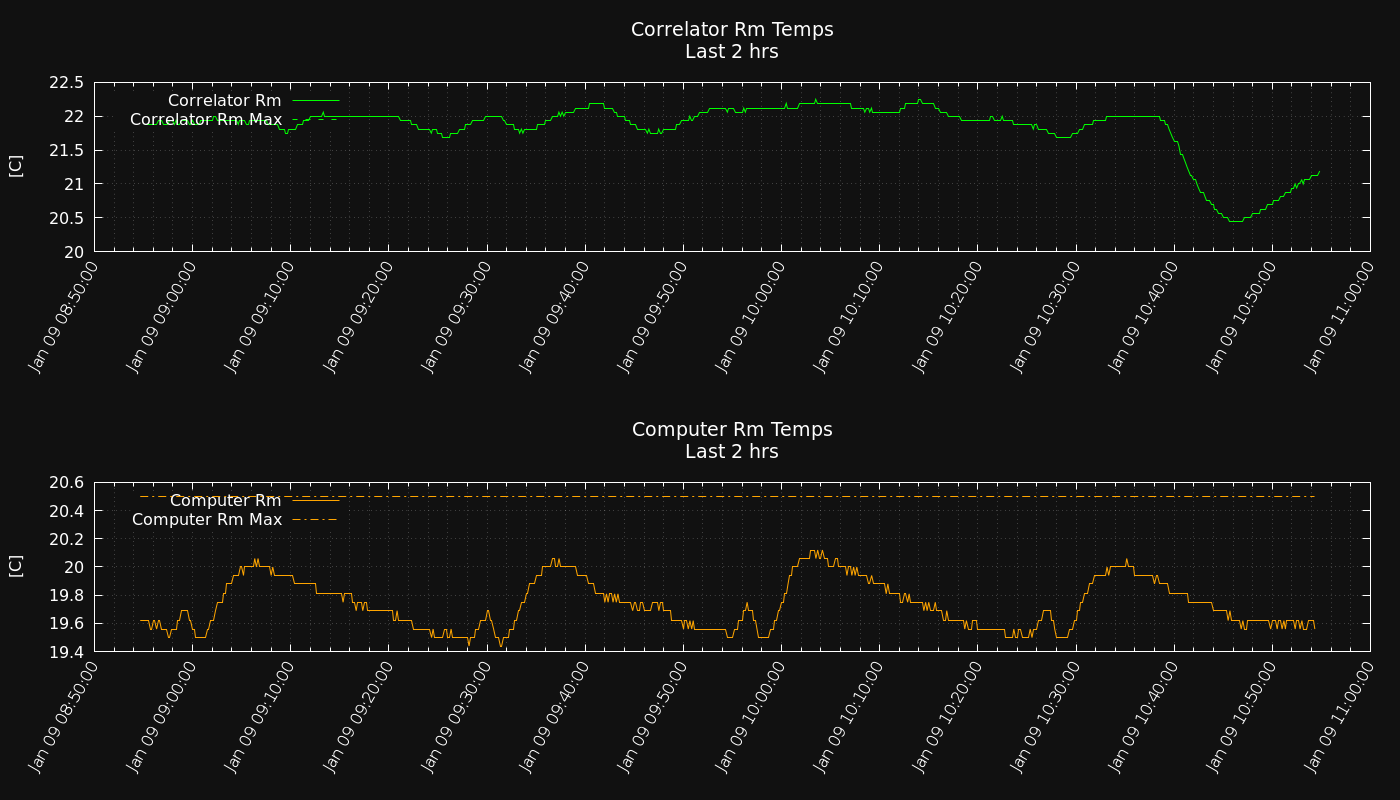 Correlator Rm Temps
Last 2 hrs
22.5
22
21.5
21
20.5
20
[C]
Correlator Rm
Correlator Rm Max
Jan 09 08:50:00
Jan 09 09:00:00
Jan 09 09:10:00
Jan 09 09:20:00
Jan 09 09:30:00
Jan 09 09:40:00
Jan 09 09:50:00
Jan 09 10:00:00
Jan 09 10:10:00
Jan 09 10:20:00
Jan 09 10:30:00
Jan 09 10:40:00
Jan 09 10:50:00
Jan 09 11:00:00
Computer Rm Temps
Last 2 hrs
20.6
20.4
20.2
20
19.8
19.6
19.4
[C]
Computer Rm
Computer Rm Max
Jan 09 08:50:00
Jan 09 09:00:00
Jan 09 09:10:00
Jan 09 09:20:00
Jan 09 09:30:00
Jan 09 09:40:00
Jan 09 09:50:00
Jan 09 10:00:00
Jan 09 10:10:00
Jan 09 10:20:00
Jan 09 10:30:00
Jan 09 10:40:00
Jan 09 10:50:00
Jan 09 11:00:00